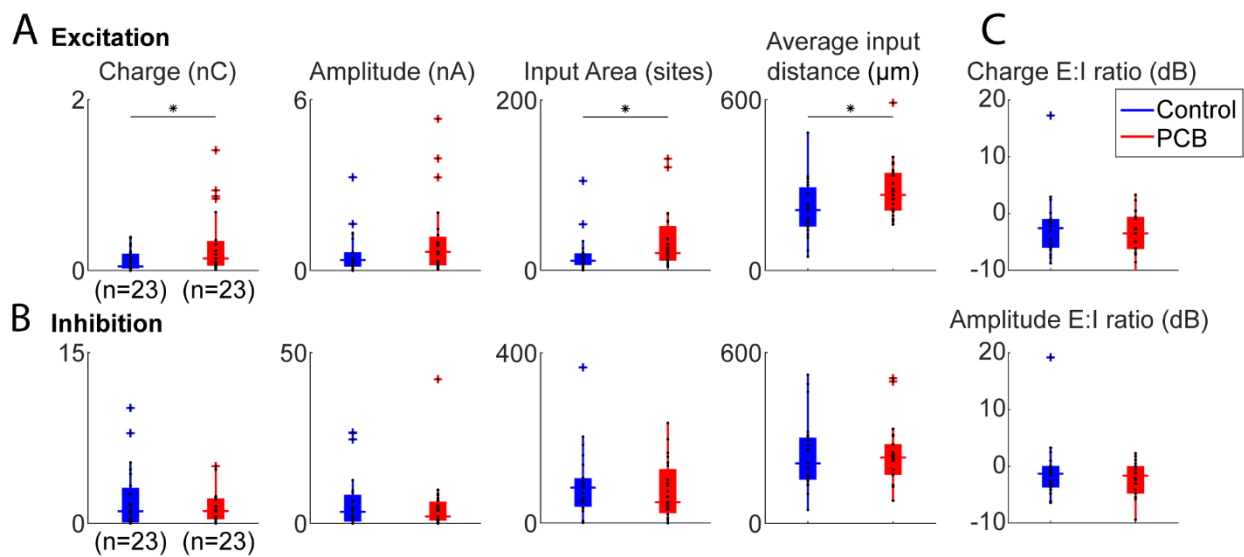 A Excitation
C
Charge (nC)
Amplitude (nA)
Input Area (sites)
Average input
distance (µm)
Charge E:I ratio (dB)
2
*
0
6
0
200
*
0
600
*
0
20
10
0
-10
Control
PCB
(n=23) (n=23)
B Inhibition
Amplitude E:I ratio (dB)
15
0
50
0
400
0
600
0
20
10
0
-10
(n=23) (n=23)